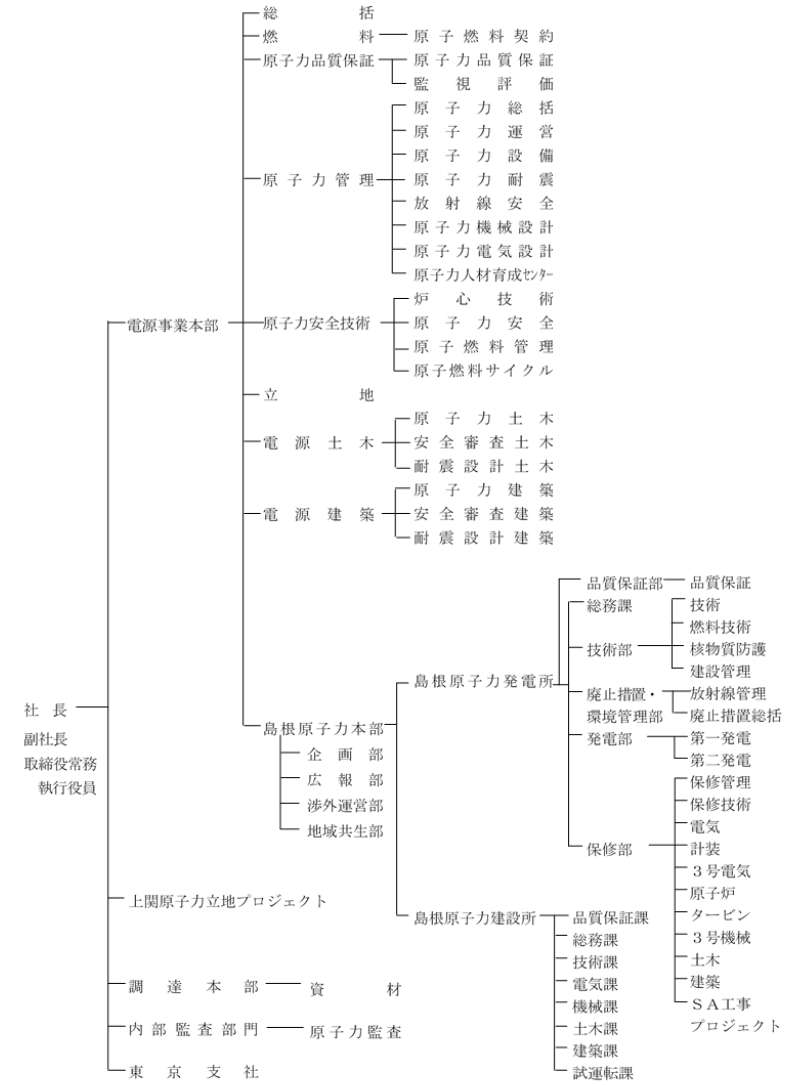 総括
燃料
原子燃料契約
原子力品質保証
原子力品質保証
監視評価
原子力管理
原子力総括
原子力運営
原子力設備
原子力耐震
放射線安全
原子力機械設計
原子力電気設計
原子力人材育成ｾﾝﾀｰ
電源事業本部
原子力安全技術
炉心技術
原子力安全
原子燃料管理
原子燃料サイクル
立地
電源土木
原子力土木
安全審査土木
耐震設計土木
電源建築
原子力建築
安全審査建築
耐震設計建築
社長
副社長
取締役常務
執行役員
島根原子力本部
企画部
広報部
渉外運営部
地域共生部
島根原子力発電所
品質保証部
品質保証
総務課
技術部
技術
燃料技術
核物質防護
建設管理
廃止措置・
環境管理部
放射線管理
廃止措置総括
発電部
第一発電
第二発電
保修部
保修管理
保修技術
電気
計装
３号電気
原子炉
タービン
３号機械
土木
建築
ＳＡ工事
プロジェクト
島根原子力建設所
品質保証課
総務課
技術課
電気課
機械課
土木課
建築課
試運転課
上関原子力立地プロジェクト
調達本部
資材
内部監査部門
原子力監査
東京支社